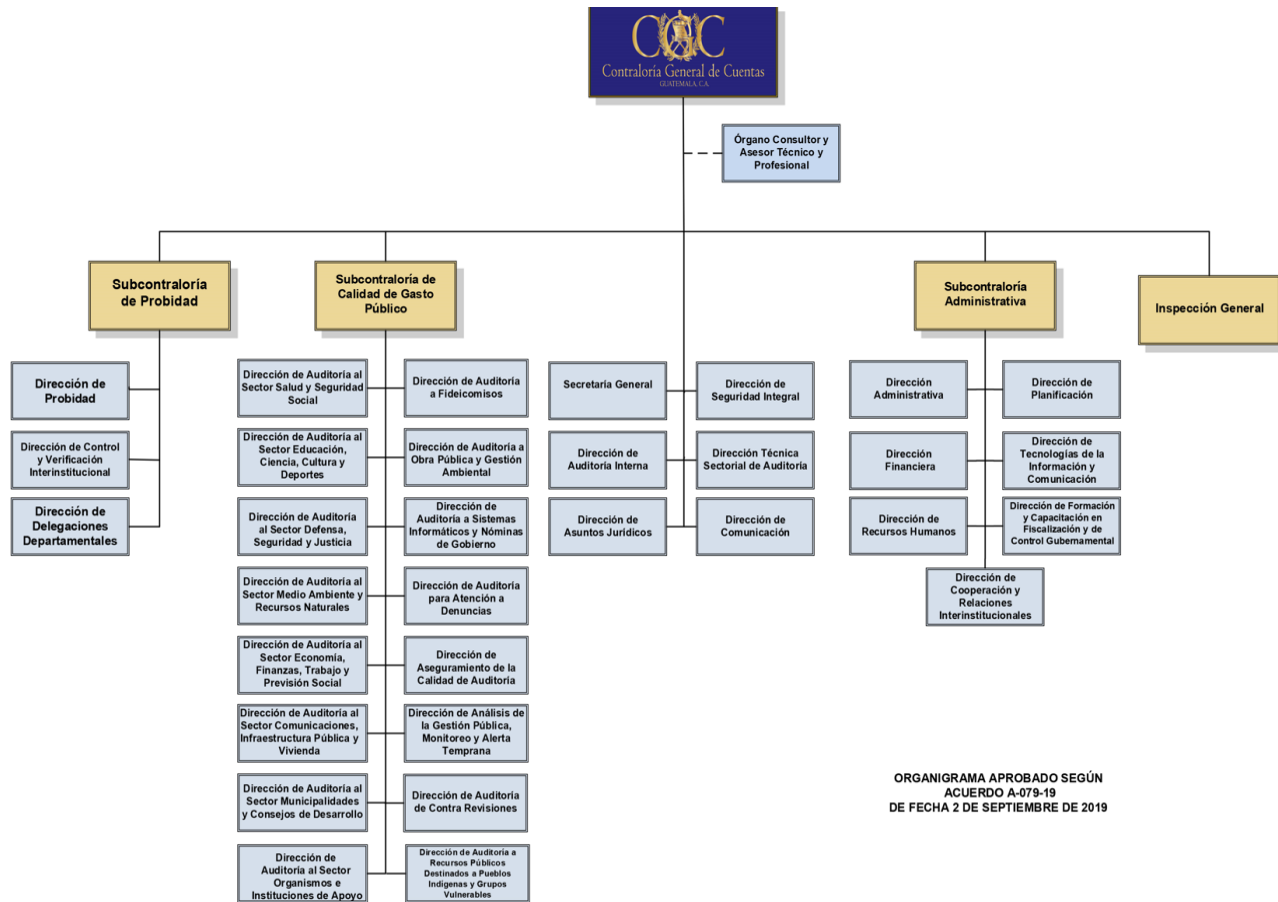 CGC
Contraloría General de Cuentas
GUATEMALA, C.A.
Órgano Consultor y
Asesor Técnico y
Profesional
Subcontraloría
de Probidad
Subcontraloría de
Calidad de Gasto
Público
Subcontraloría
Administrativa
Inspección General
Dirección de
Probidad
Dirección de Control
y Verificación
Interinstitucional
Dirección de
Delegaciones
Departamentales
Dirección de Auditoría al
Sector Salud y Seguridad
Social
Dirección de Auditoría
a Fideicomisos
Dirección de Auditoría al
Sector Educación,
Ciencia, Cultura y
Deportes
Dirección de Auditoría a
Obra Pública y Gestión
Ambiental
Dirección de Auditoría
al Sector Defensa,
Seguridad y Justicia
Dirección de
Auditoría a Sistemas
Informáticos y Nóminas
de Gobierno
Dirección de Auditoría al
Sector Medio Ambiente y
Recursos Naturales
Dirección de Auditoría
para Atención a
Denuncias
Dirección de Auditoría al
Sector Economía,
Finanzas, Trabajo y
Previsión Social
Dirección de
Aseguramiento de la
Calidad de Auditoría
Dirección de Auditoría al
Sector Comunicaciones,
Infraestructura Pública y
Vivienda
Dirección de Análisis de
la Gestión Pública,
Monitoreo y Alerta
Temprana
Dirección de Auditoría al
Sector Municipalidades
y Consejos de Desarrollo
Dirección de Auditoría
de Contra Revisiones
Dirección de
Auditoría al Sector
Organismos e
Instituciones de Apoyo
Dirección de Auditoría a
Recursos Públicos
Destinados a Pueblos
Indígenas y Grupos
Vulnerables
Secretaría General
Dirección de
Seguridad Integral
Dirección de
Auditoría Interna
Dirección Técnica
Sectorial de Auditoría
Dirección de
Asuntos Juridicos
Dirección de
Comunicación
Dirección
Administrativa
Dirección de
Planificación
Dirección
Financiera
Dirección de
Tecnologías de la
Información y
Comunicación
Dirección de
Recursos Humanos
Dirección de Formación
y Capacitación en
Fiscalización y de
Control Gubernamental
Dirección de
Cooperación y
Relaciones
Interinstitucionales
ORGANIGRAMA APROBADO SEGÚN
ACUERDO A-079-19
DE FECHA 2 DE SEPTIEMBRE DE 2019